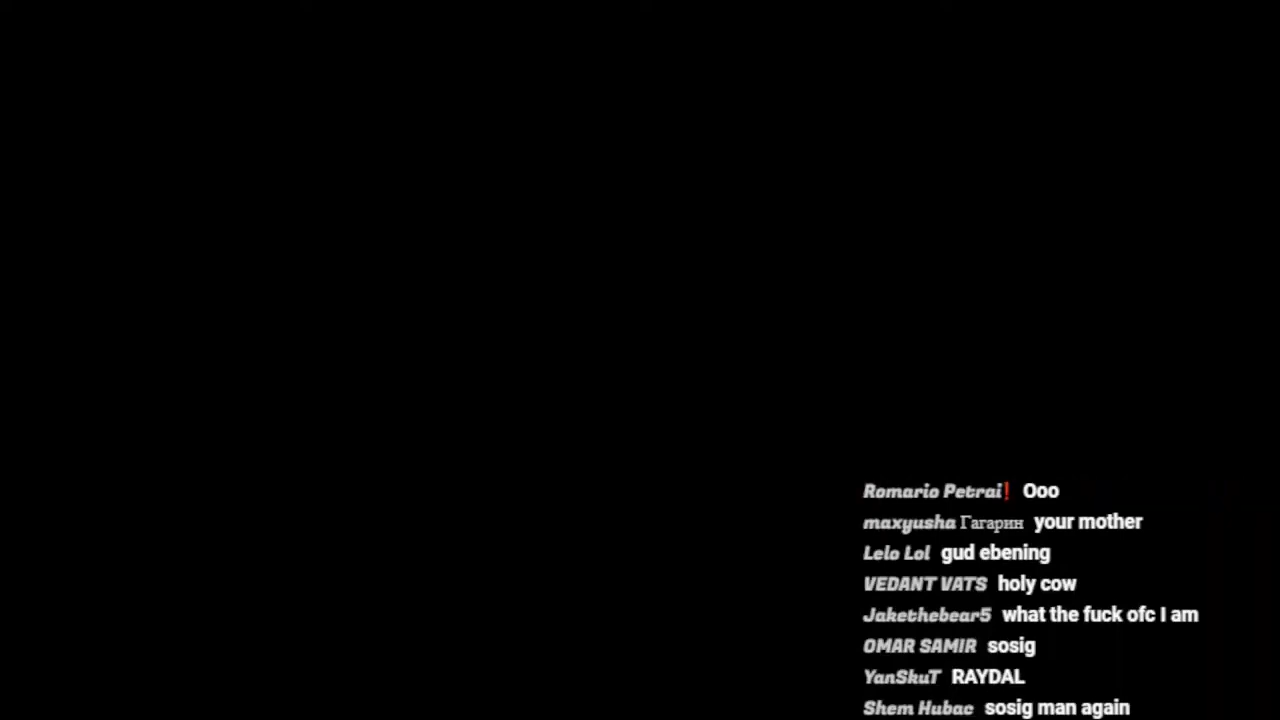 Romario Petrai❗ Ooo
maxyusha Гагарин your mother
Lelo Lol gud ebening
VEDANT VATS holy cow
Jakethebear5 what the fuck ofc I am
OMAR SAMIR sosig
YanSkuT RAYDAL
Shem Hubac sosig man again